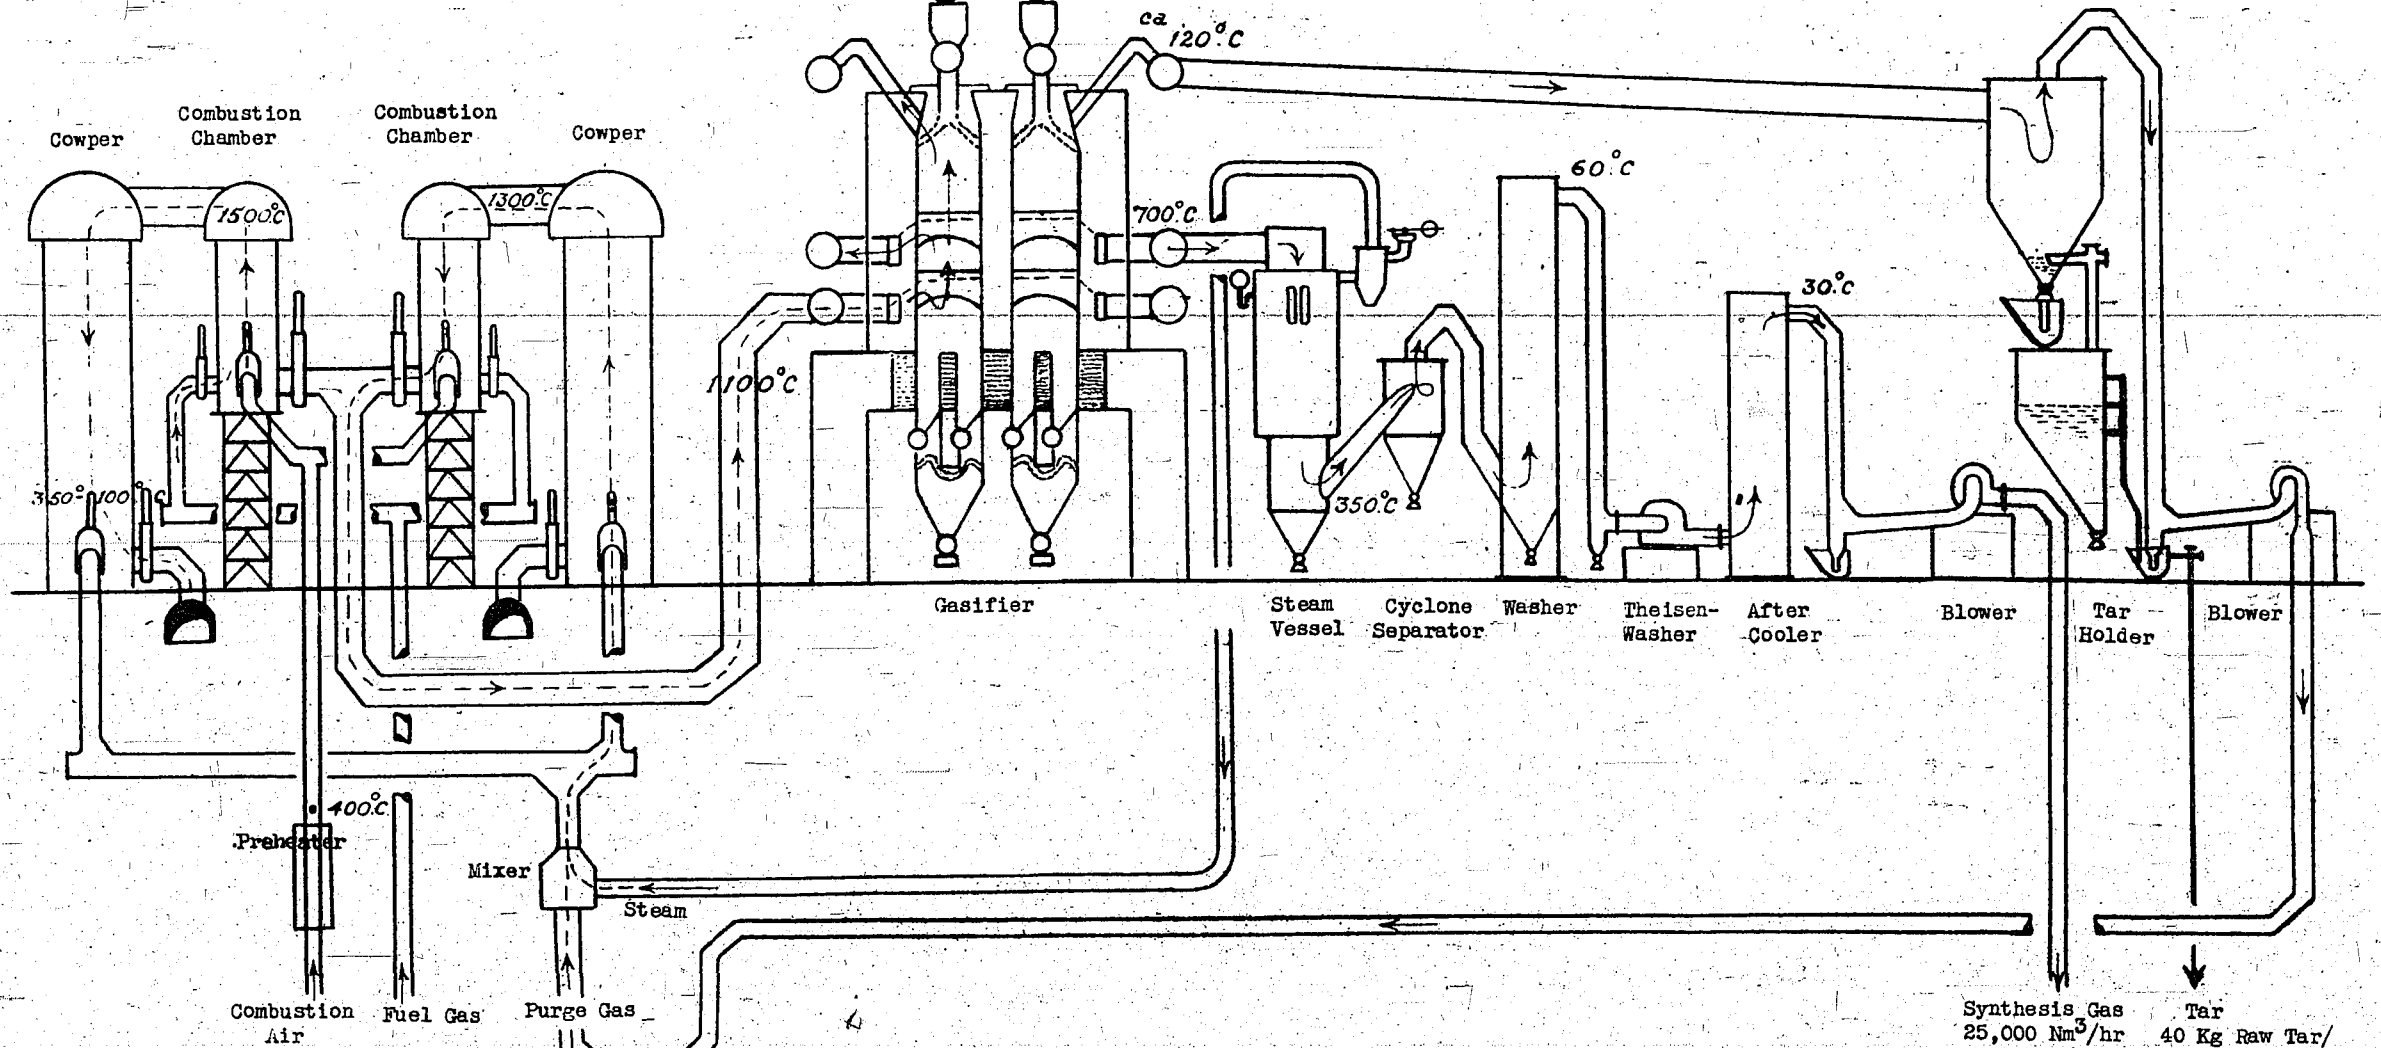 ca
120°C
Combustion
Chamber
Combustion
Chamber
Cowper
Cowper
60°C
1300°C
1500°C
700°C
30°C
1100°C
350°-400°C
350°C
Gasifier
Steam
Vessel
Cyclone
Separator
Washer
Theisen-
Washer
After
Cooler
Blower
Tar
Holder
Blower
400°C
Preheater
Mixer
Steam
Combustion
Air
Fuel Gas
Purge Gas
Synthesis Gas
25,000 Nm³/hr
Tar
40 Kg Raw Tar/